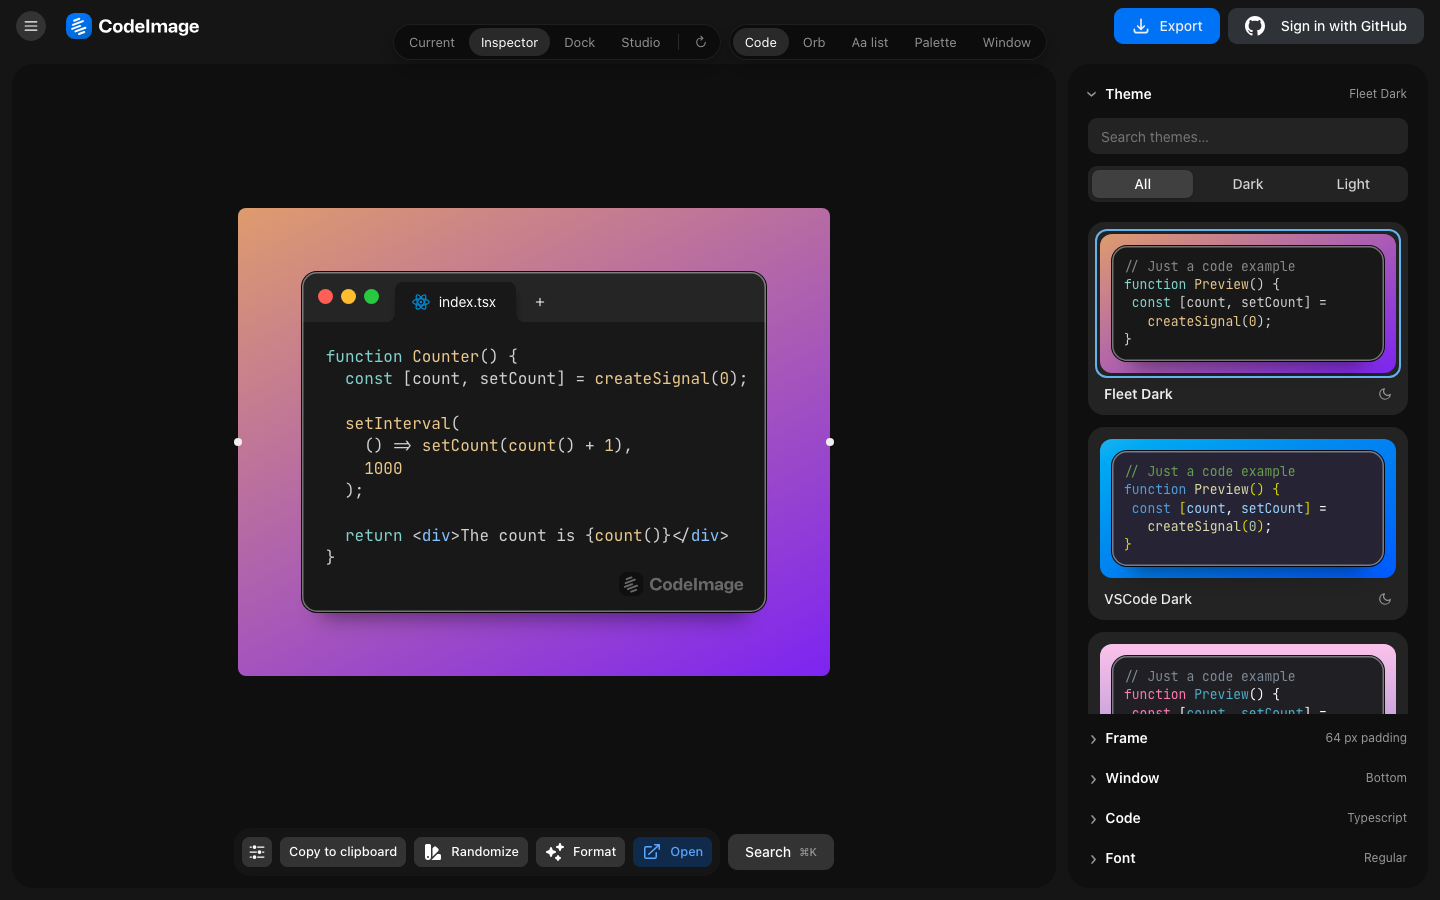 CodeImage
Current Inspector Dock Studio
Code Orb Aa list Palette Window
Export Sign in with GitHub
index.tsx +
function Counter() {
  const [count, setCount] = createSignal(0);
  setInterval(
    () => setCount(count() + 1),
    1000
  );
  return <div>The count is {count()}</div>
}
CodeImage
Copy to clipboard Randomize Format Open Search ⌘K
Theme Fleet Dark
Search themes...
All Dark Light
// Just a code example
function Preview() {
 const [count, setCount] =
   createSignal(0);
}
Fleet Dark
// Just a code example
function Preview() {
 const [count, setCount] =
   createSignal(0);
}
VSCode Dark
// Just a code example
function Preview() {
 const [count, setCount] =
Frame 64 px padding
Window Bottom
Code Typescript
Font Regular